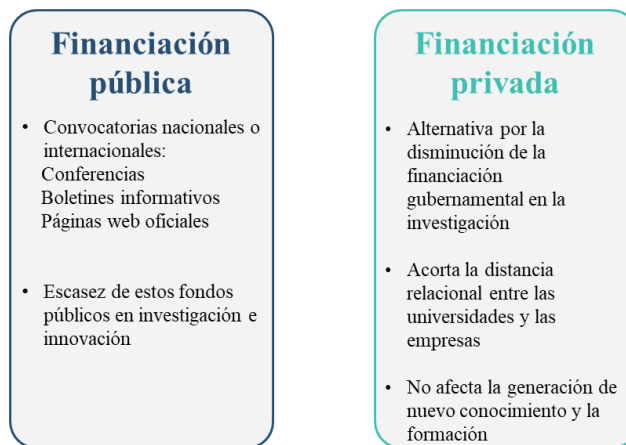 Financiación
pública
• Convocatorias nacionales o
internacionales:
Conferencias
Boletines informativos
Páginas web oficiales
• Escasez de estos fondos
públicos en investigación e
innovación
Financiación
privada
• Alternativa por la
disminución de la
financiación
gubernamental en la
investigación
• Acorta la distancia
relacional entre las
universidades y las
empresas
• No afecta la generación de
nuevo conocimiento y la
formación